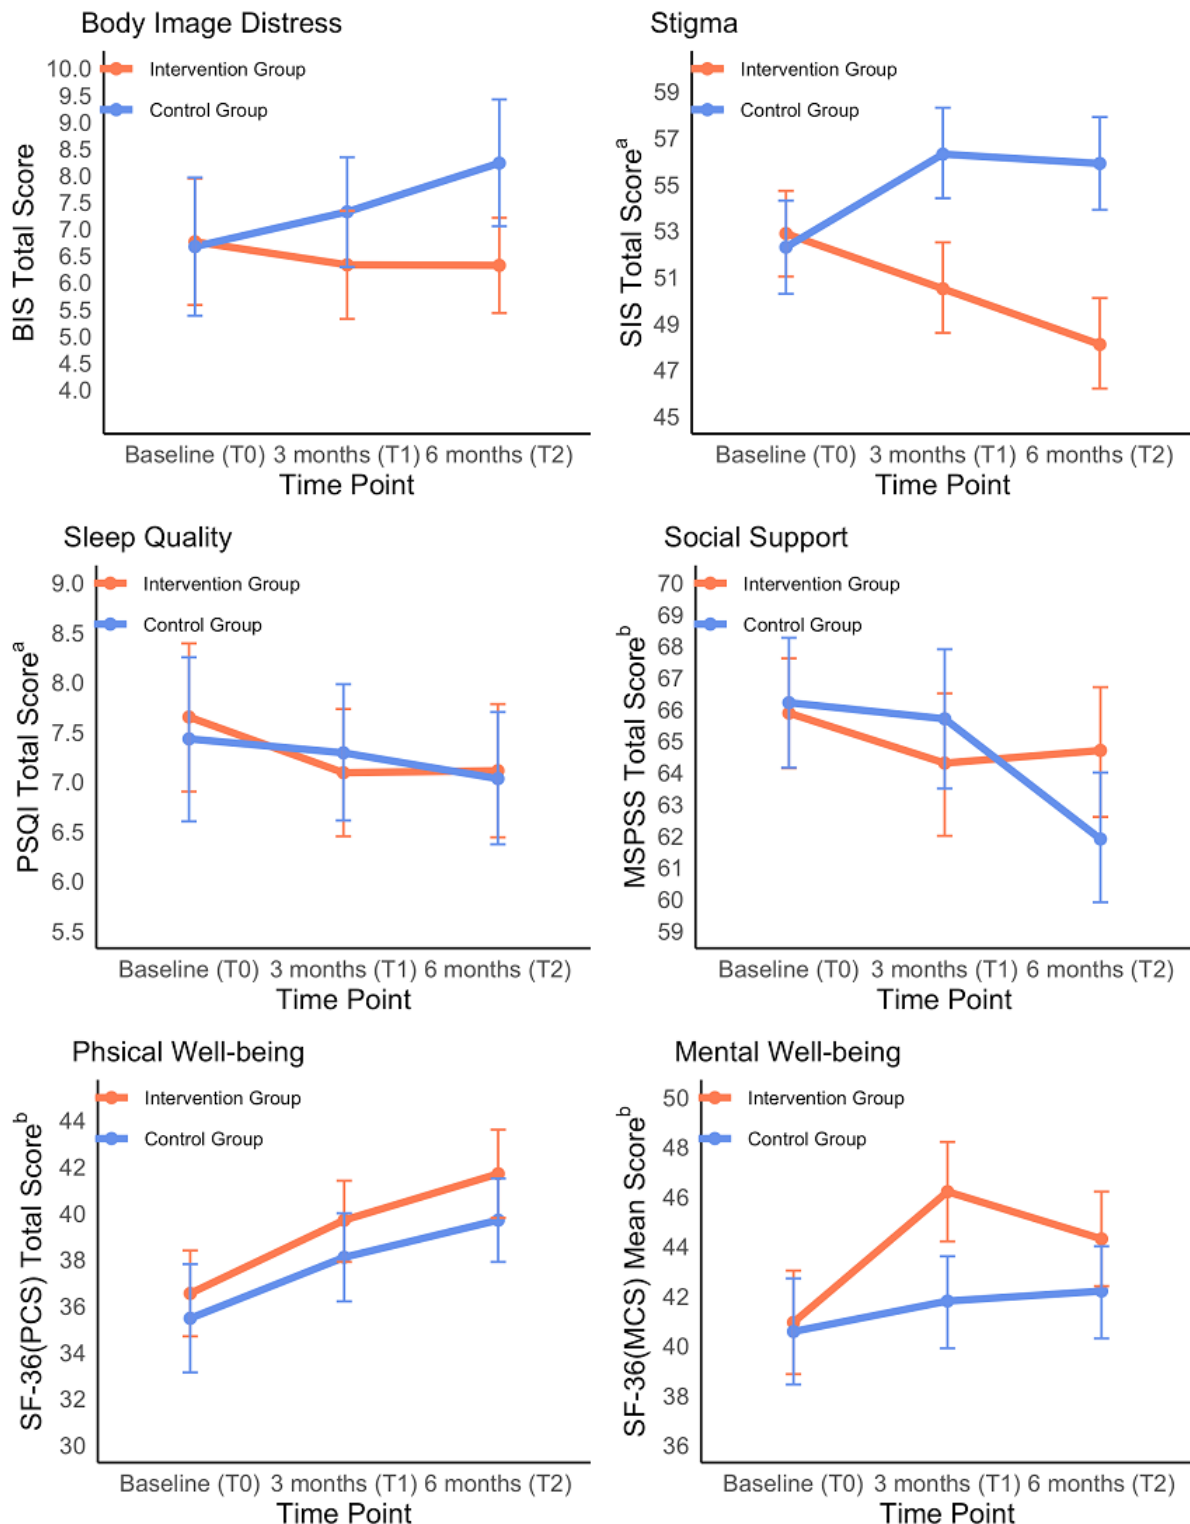 Body Image Distress
BIS Total Score
10.0
9.5
9.0
8.5
8.0
7.5
7.0
6.5
6.0
5.5
5.0
4.5
4.0
Intervention Group
Control Group
Baseline (T0) 3 months (T1) 6 months (T2)
Time Point
Stigma
SIS Total Scoreᵃ
59
57
55
53
51
49
47
45
Intervention Group
Control Group
Baseline (T0) 3 months (T1) 6 months (T2)
Time Point
Sleep Quality
PSQI Total Scoreᵃ
9.0
8.5
8.0
7.5
7.0
6.5
6.0
5.5
Intervention Group
Control Group
Baseline (T0) 3 months (T1) 6 months (T2)
Time Point
Social Support
MSPSS Total Scoreᵇ
70
69
68
67
66
65
64
63
62
61
60
59
Intervention Group
Control Group
Baseline (T0) 3 months (T1) 6 months (T2)
Time Point
Phsical Well-being
SF-36(PCS) Total Scoreᵇ
44
42
40
38
36
34
32
30
Intervention Group
Control Group
Baseline (T0) 3 months (T1) 6 months (T2)
Time Point
Mental Well-being
SF-36(MCS) Mean Scoreᵇ
50
48
46
44
42
40
38
36
Intervention Group
Control Group
Baseline (T0) 3 months (T1) 6 months (T2)
Time Point